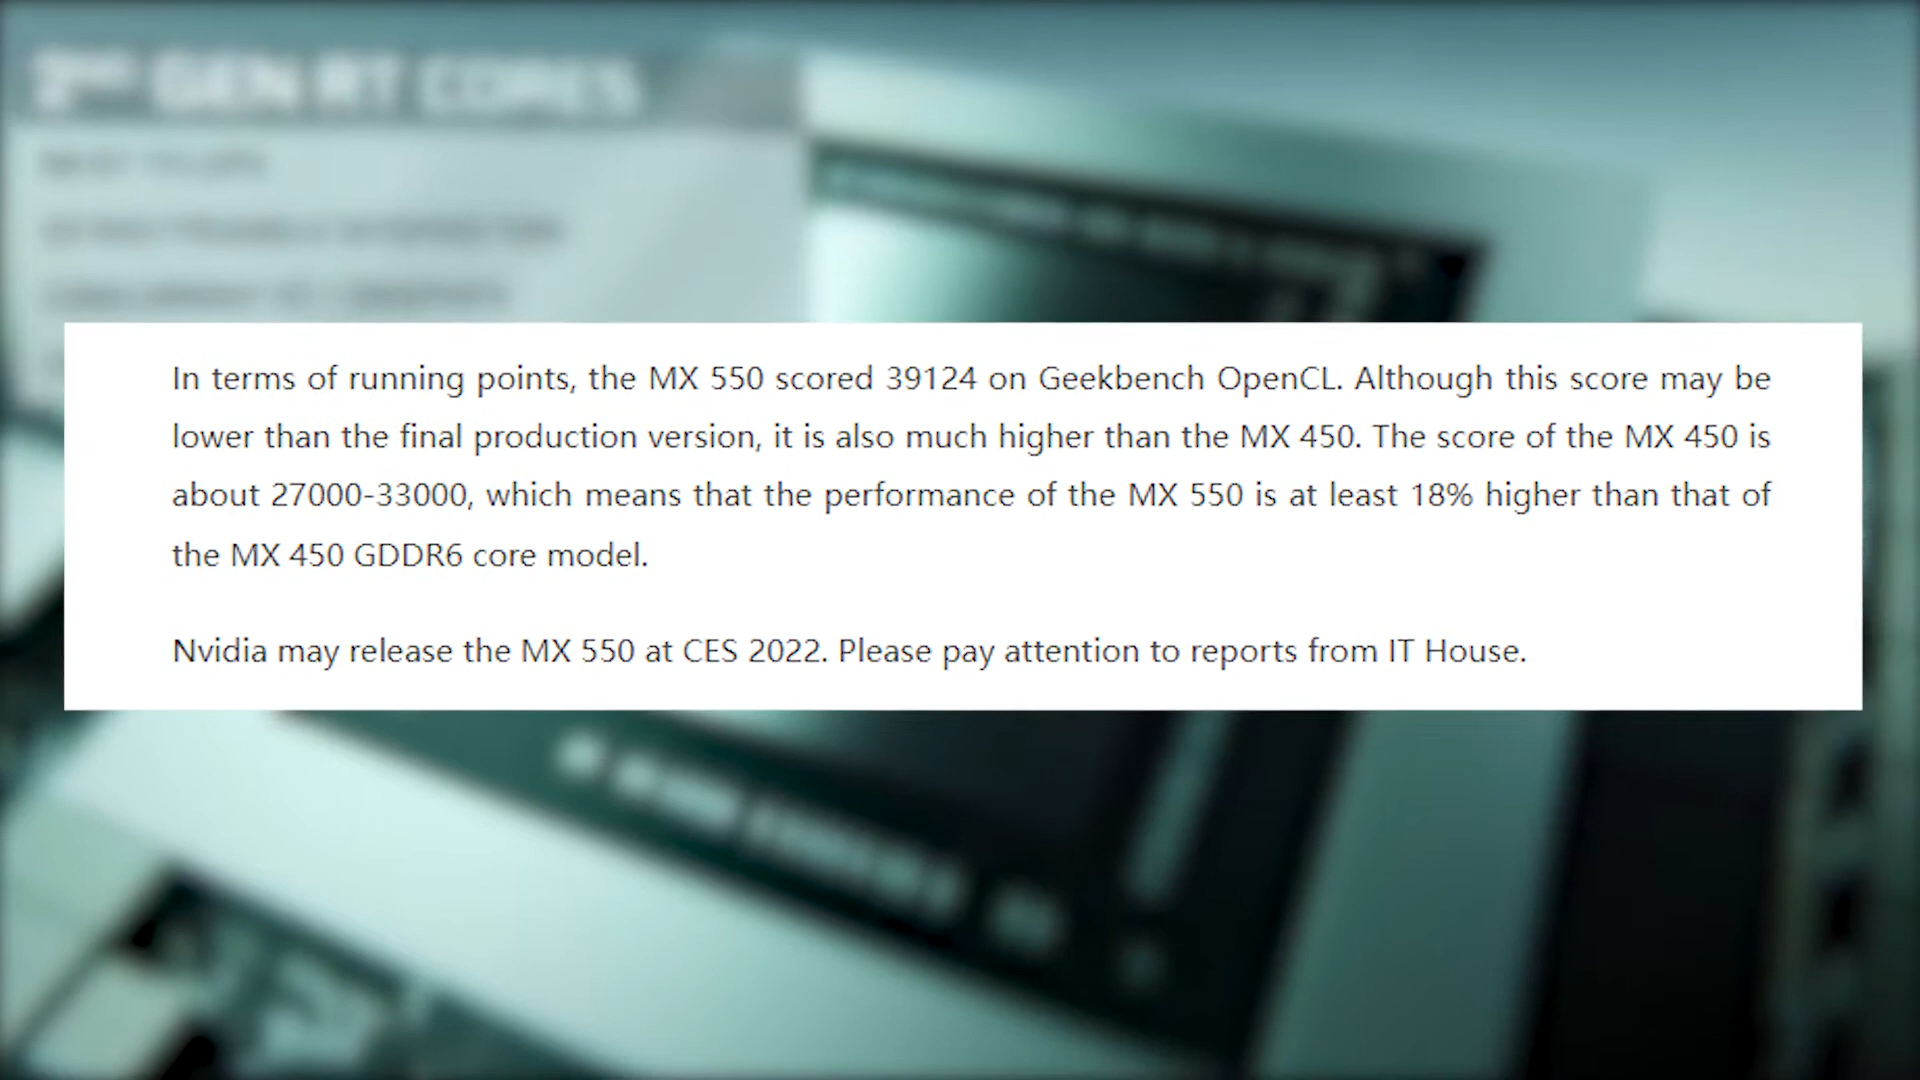 2ND GEN RT CORES
In terms of running points, the MX 550 scored 39124 on Geekbench OpenCL. Although this score may be
lower than the final production version, it is also much higher than the MX 450. The score of the MX 450 is
about 27000-33000, which means that the performance of the MX 550 is at least 18% higher than that of
the MX 450 GDDR6 core model.
Nvidia may release the MX 550 at CES 2022. Please pay attention to reports from IT House.